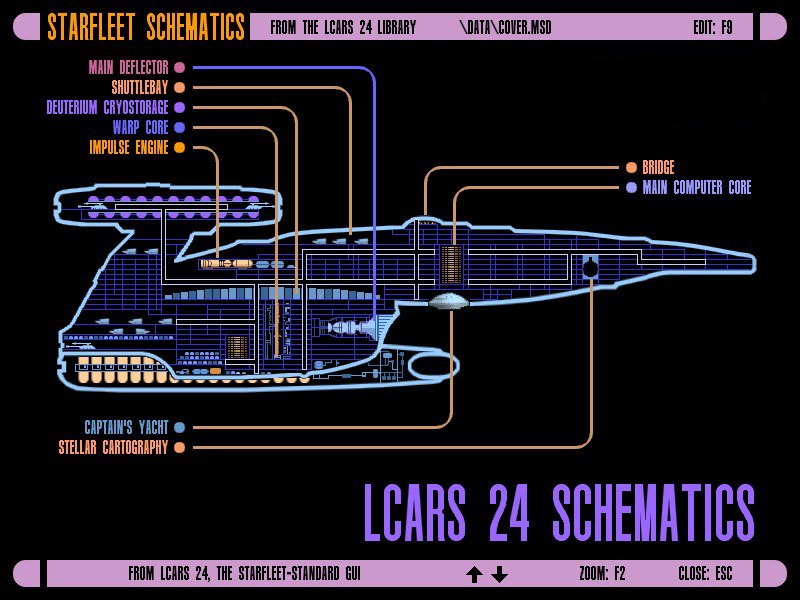 STARFLEET SCHEMATICS FROM THE LCARS 24 LIBRARY \DATA\COVER.MSD EDIT: F9
MAIN DEFLECTOR
SHUTTLEBAY
DEUTERIUM CRYOSTORAGE
WARP CORE
IMPULSE ENGINE
BRIDGE
MAIN COMPUTER CORE
CAPTAIN'S YACHT
STELLAR CARTOGRAPHY
LCARS 24 SCHEMATICS
FROM LCARS 24, THE STARFLEET-STANDARD GUI ZOOM: F2 CLOSE: ESC